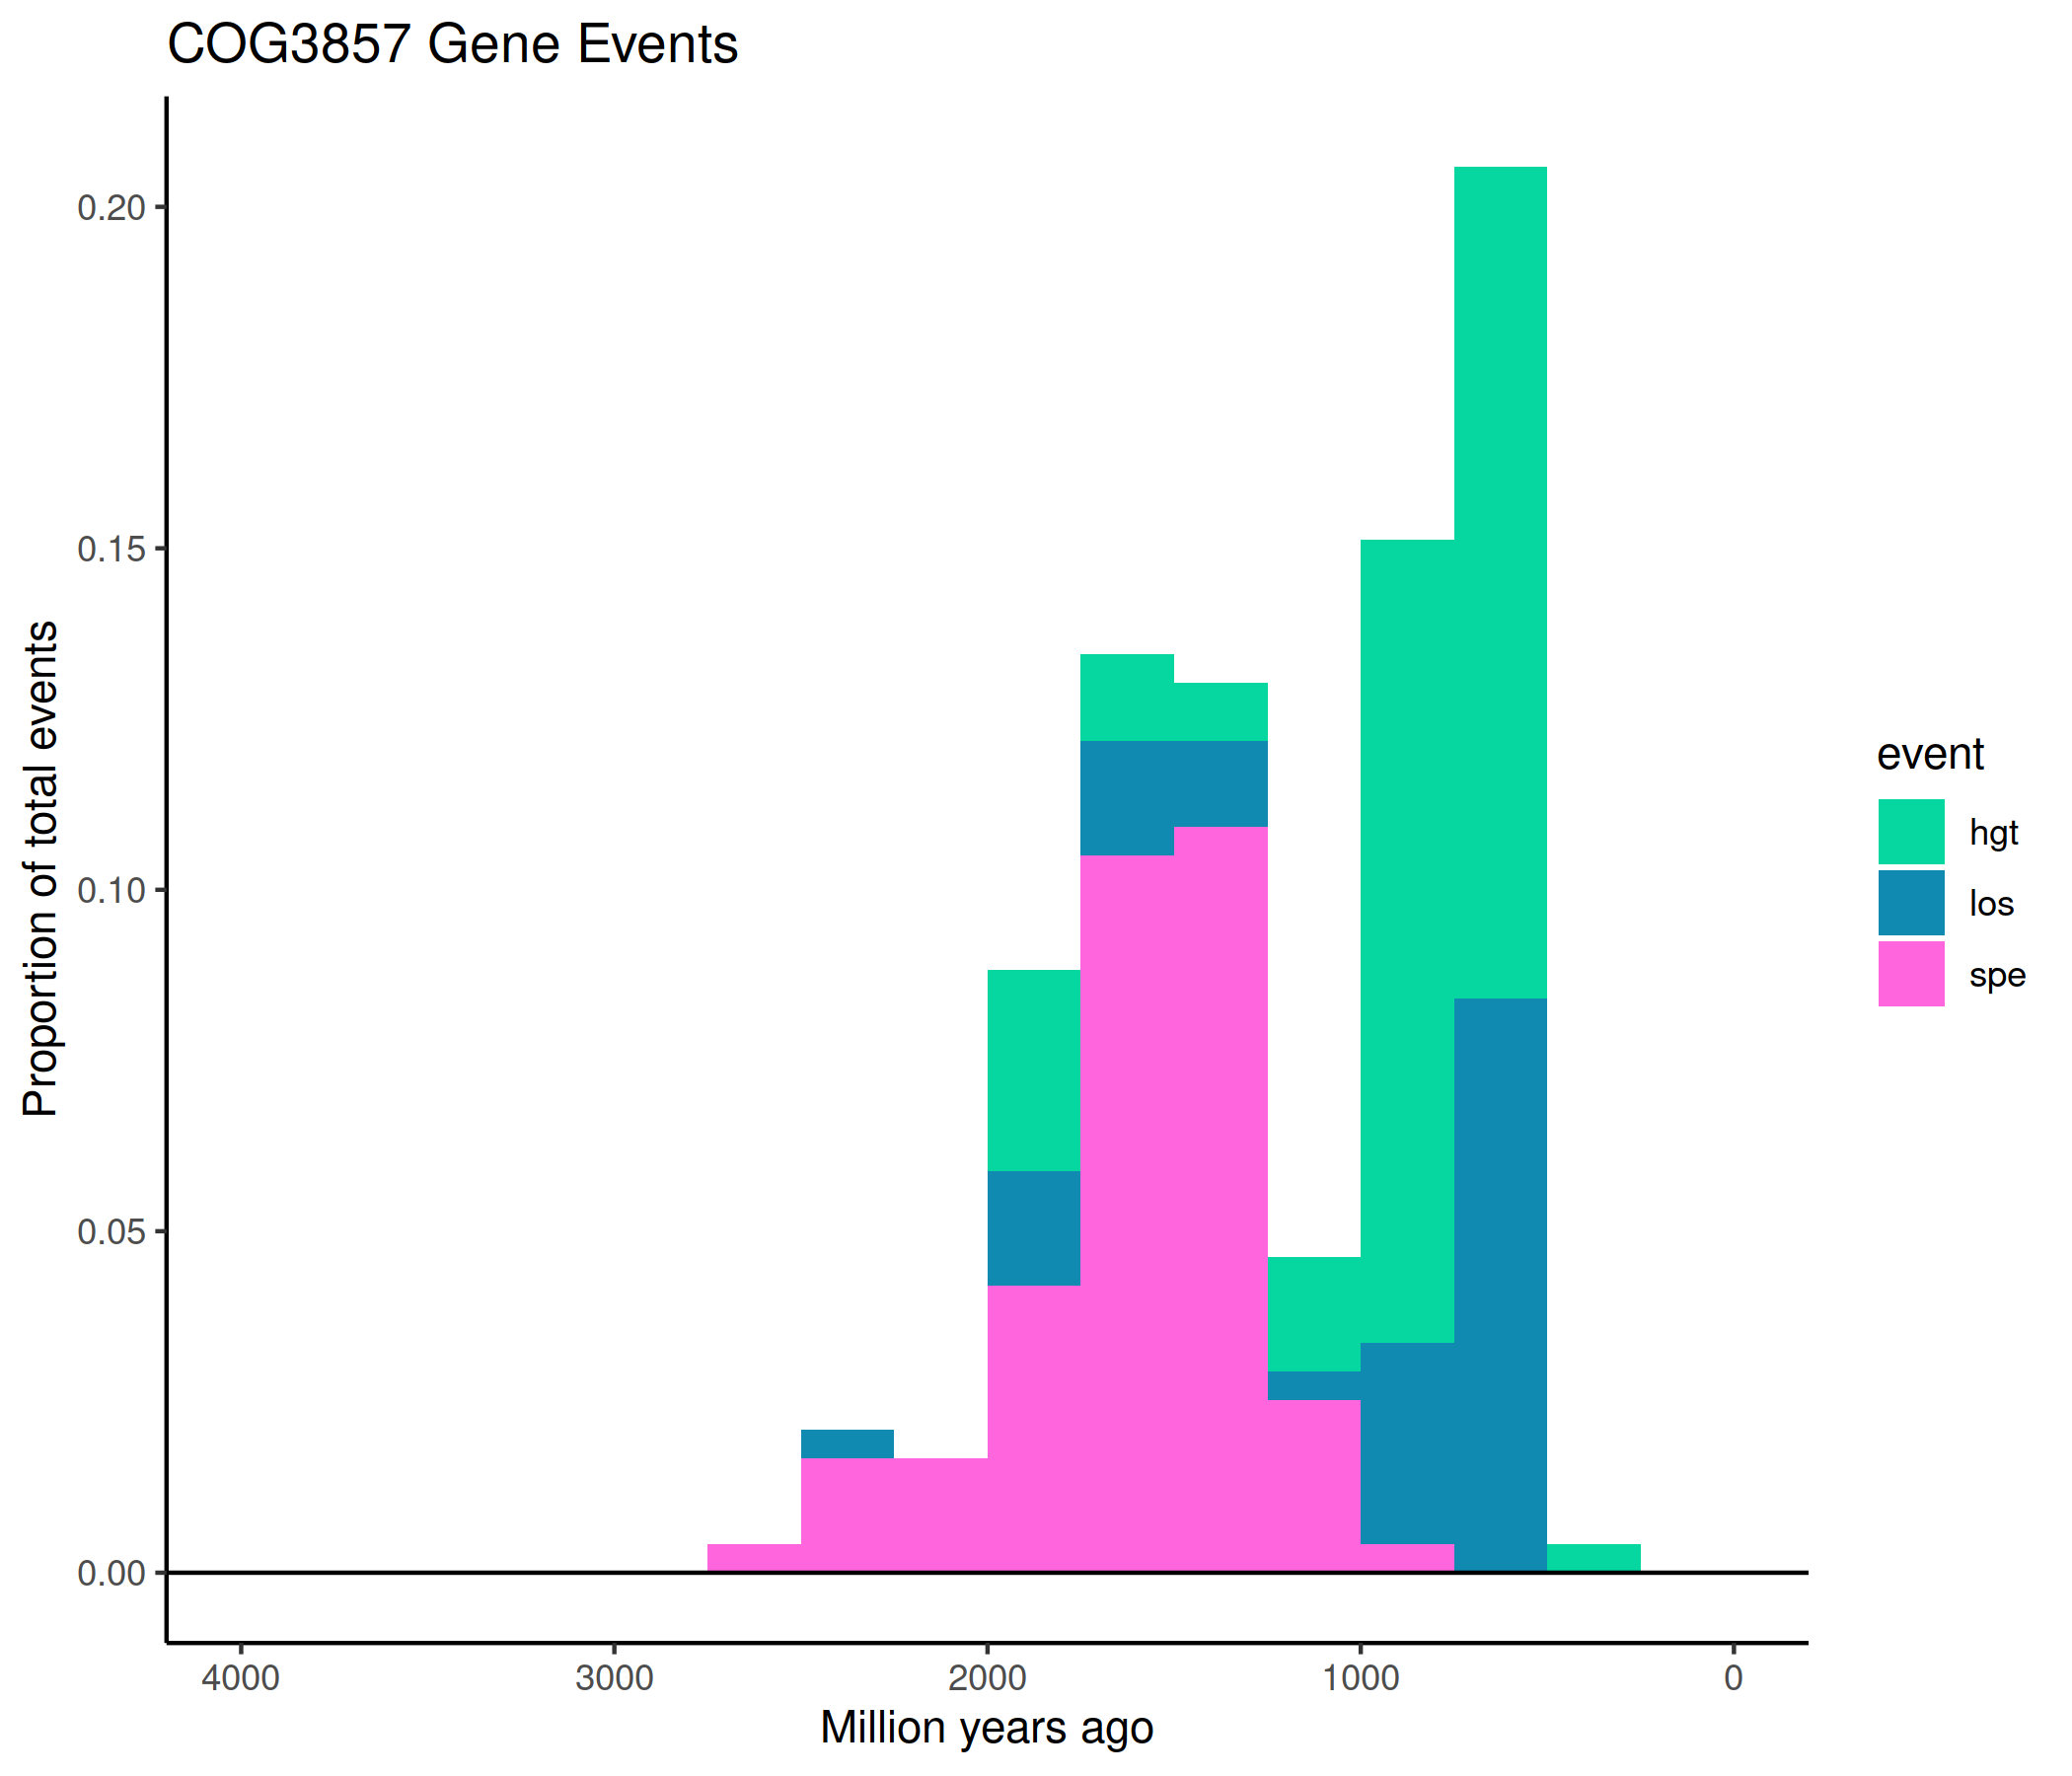 COG3857 Gene Events
Proportion of total events
0.20
0.15
0.10
0.05
0.00
4000 3000 2000 1000 0
Million years ago
event
hgt
los
spe